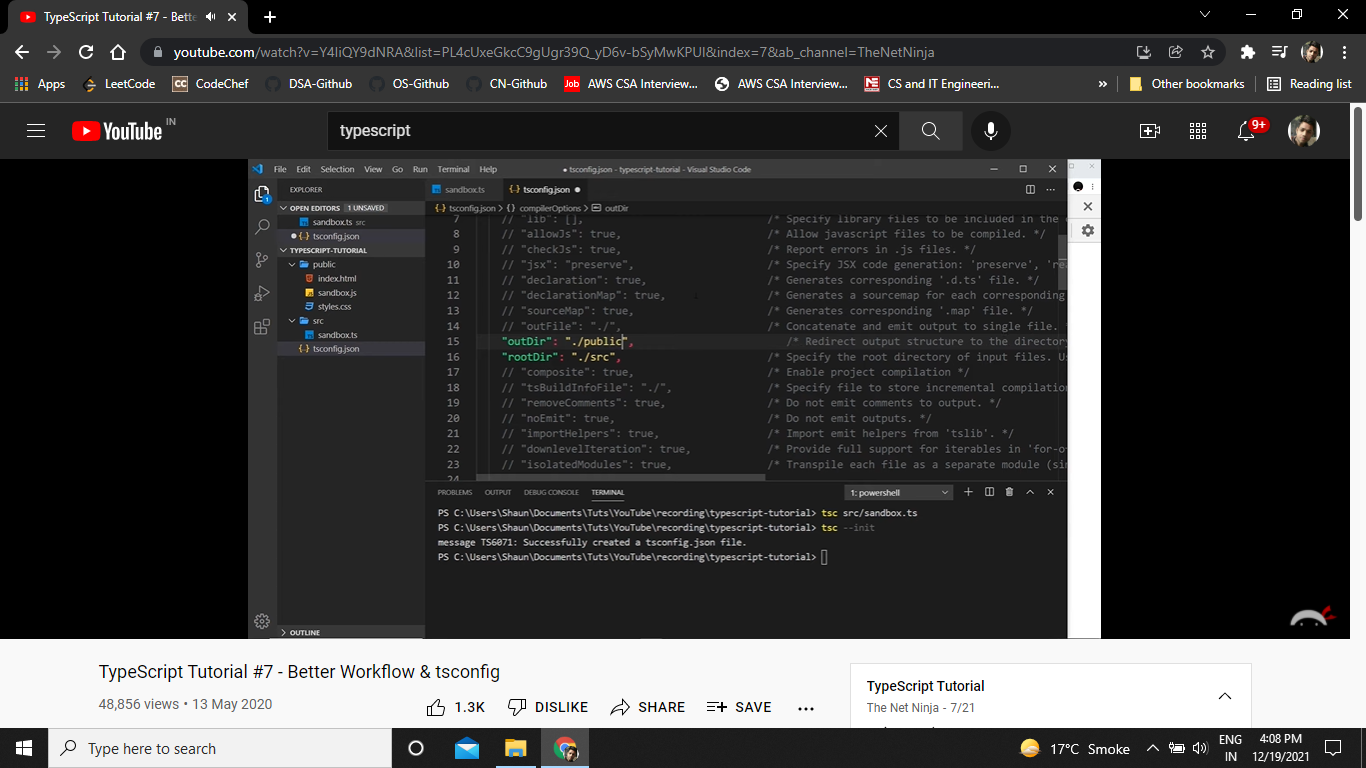 TypeScript Tutorial #7 - Bette
youtube.com/watch?v=Y4liQY9dNRA&list=PL4cUxeGkcC9gUgr39Q_yD6v-bSyMwKPUI&index=7&ab_channel=TheNetNinja
Apps LeetCode CC CodeChef DSA-Github OS-Github CN-Github Job AWS CSA Interview... AWS CSA Interview... NE CS and IT Engineeri... » Other bookmarks Reading list
YouTube IN typescript 9+
File Edit Selection View Go Run Terminal Help ● tsconfig.json - typescript-tutorial - Visual Studio Code
EXPLORER
OPEN EDITORS 1 UNSAVED
sandbox.ts src
● {..} tsconfig.json
TYPESCRIPT-TUTORIAL
public
index.html
sandbox.js
styles.css
src
sandbox.ts
{..} tsconfig.json
OUTLINE
sandbox.ts {..} tsconfig.json ●
{..} tsconfig.json > {} compilerOptions > outDir
7 // "lib": [], /* Specify library files to be included in the
8 // "allowJs": true, /* Allow javascript files to be compiled. */
9 // "checkJs": true, /* Report errors in .js files. */
10 // "jsx": "preserve", /* Specify JSX code generation: 'preserve', 're
11 // "declaration": true, /* Generates corresponding '.d.ts' file. */
12 // "declarationMap": true, /* Generates a sourcemap for each corresponding
13 // "sourceMap": true, /* Generates corresponding '.map' file. */
14 // "outFile": "./", /* Concatenate and emit output to single file.
15 "outDir": "./public", /* Redirect output structure to the directory
16 "rootDir": "./src", /* Specify the root directory of input files. Us
17 // "composite": true, /* Enable project compilation */
18 // "tsBuildInfoFile": "./", /* Specify file to store incremental compilation
19 // "removeComments": true, /* Do not emit comments to output. */
20 // "noEmit": true, /* Do not emit outputs. */
21 // "importHelpers": true, /* Import emit helpers from 'tslib'. */
22 // "downlevelIteration": true, /* Provide full support for iterables in 'for-o
23 // "isolatedModules": true, /* Transpile each file as a separate module (si
24
PROBLEMS OUTPUT DEBUG CONSOLE TERMINAL 1: powershell
PS C:\Users\Shaun\Documents\Tuts\YouTube\recording\typescript-tutorial> tsc src/sandbox.ts
PS C:\Users\Shaun\Documents\Tuts\YouTube\recording\typescript-tutorial> tsc --init
message TS6071: Successfully created a tsconfig.json file.
PS C:\Users\Shaun\Documents\Tuts\YouTube\recording\typescript-tutorial>
TypeScript Tutorial #7 - Better Workflow & tsconfig
48,856 views • 13 May 2020
1.3K DISLIKE SHARE SAVE ...
TypeScript Tutorial
The Net Ninja - 7/21
Type here to search
17°C Smoke
ENG
IN
4:08 PM
12/19/2021